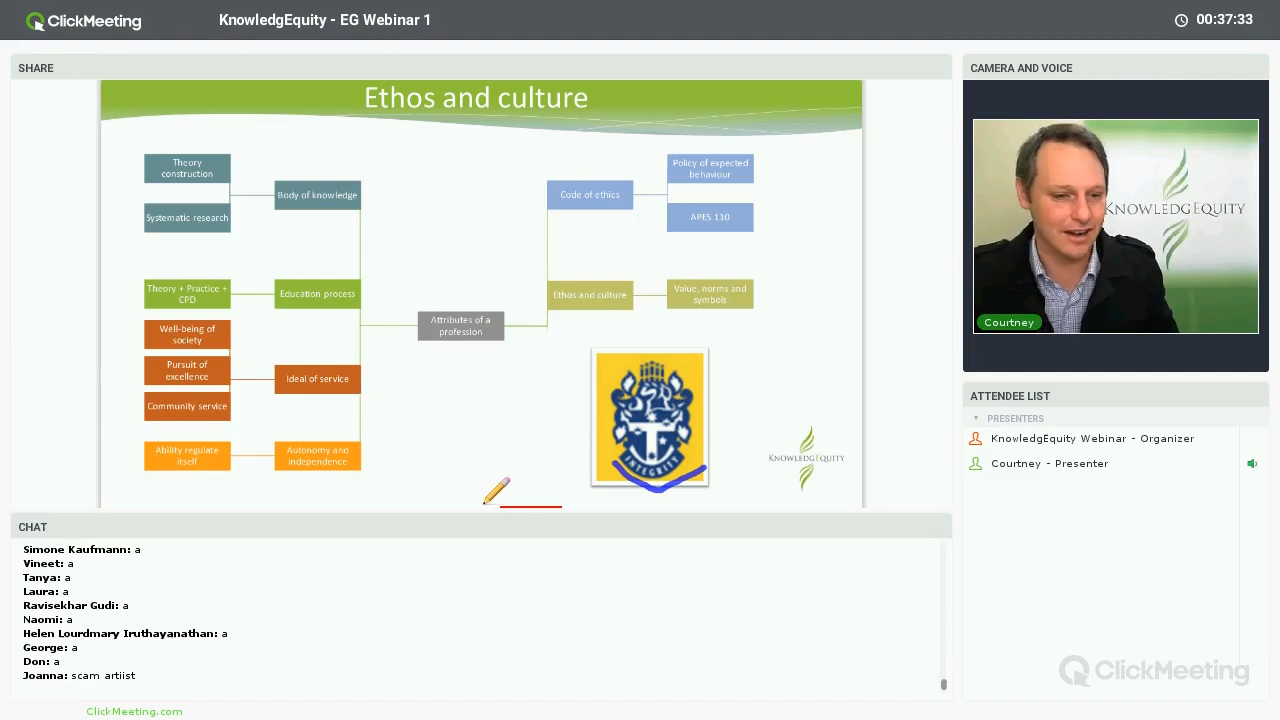 ClickMeeting
KnowledgEquity - EG Webinar 1
00:37:33
SHARE
Ethos and culture
Theory
construction
Systematic research
Body of knowledge
Theory + Practice +
CPD
Education process
Well-being of
society
Pursuit of
excellence
Community service
Ideal of service
Ability regulate
itself
Autonomy and
independence
Attributes of a
profession
Code of ethics
Policy of expected
behaviour
APES 110
Ethos and culture
Value, norms and
symbols
INTEGRITY
KNOWLEDGEQUITY
CAMERA AND VOICE
KNOWLEDGEQUITY
Courtney
ATTENDEE LIST
PRESENTERS
KnowledgEquity Webinar - Organizer
Courtney - Presenter
CHAT
Simone Kaufmann: a
Vineet: a
Tanya: a
Laura: a
Ravisekhar Gudi: a
Naomi: a
Helen Lourdmary Iruthayanathan: a
George: a
Don: a
Joanna: scam artiist
ClickMeeting
ClickMeeting.com